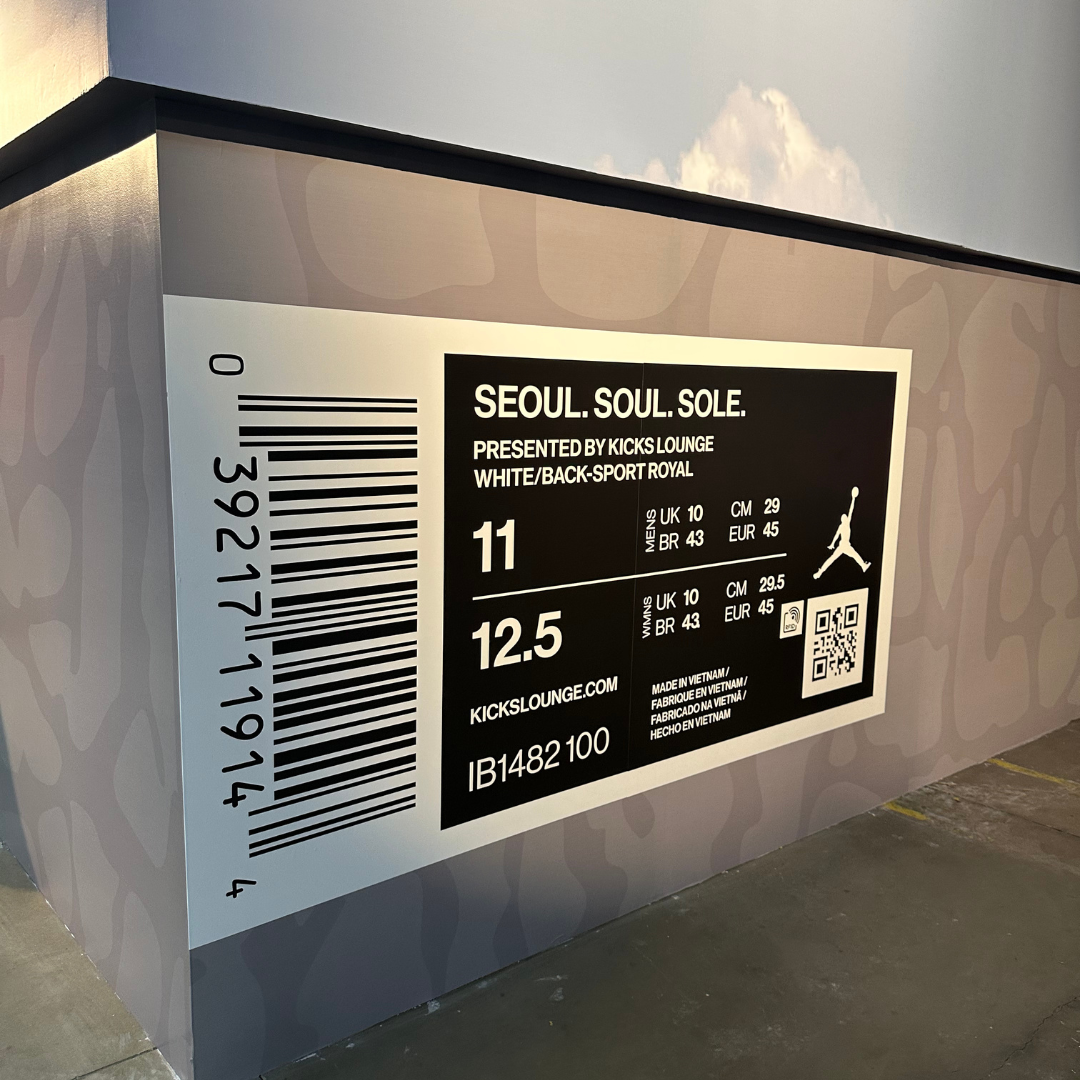 0 39217 11914 4
SEOUL. SOUL. SOLE.
PRESENTED BY KICKS LOUNGE
WHITE/BACK-SPORT ROYAL
11
MENS
UK 10 CM 29
BR 43 EUR 45
12.5
WMNS
UK 10 CM 29.5
BR 43 EUR 45
RFID
KICKSLOUNGE.COM
IB1482 100
MADE IN VIETNAM /
FABRIQUE EN VIETNAM /
FABRICADO NA VIETNÃ /
HECHO EN VIETNAM